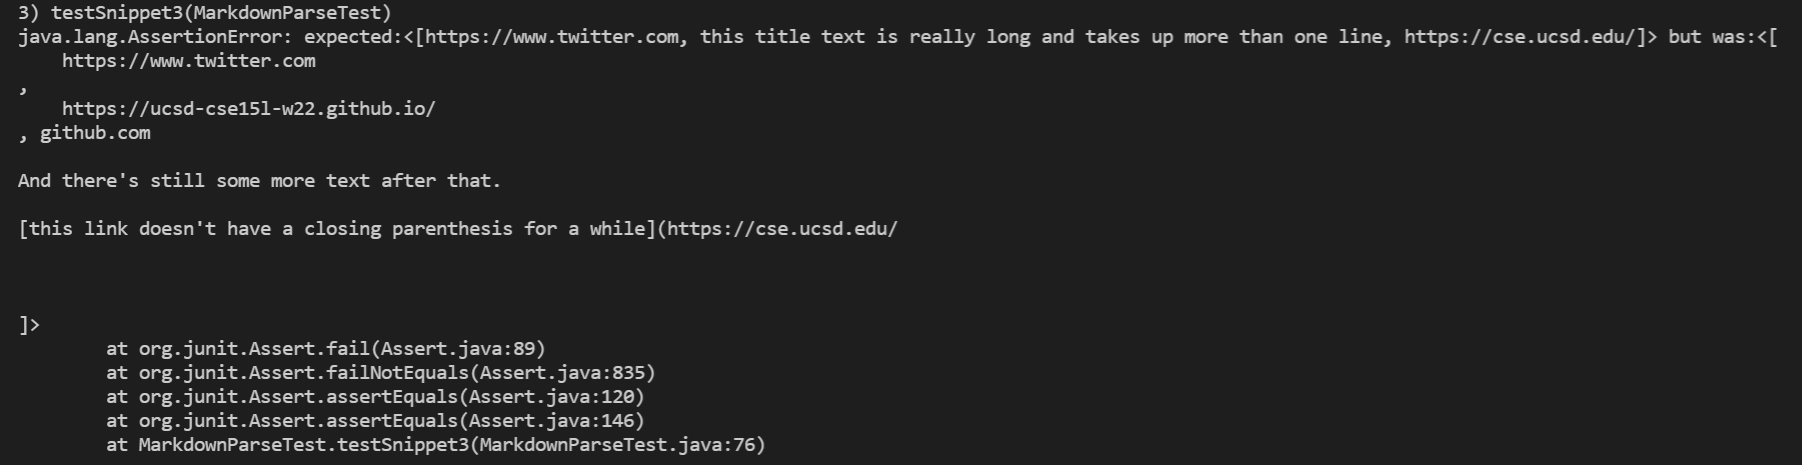 3) testSnippet3(MarkdownParseTest)
java.lang.AssertionError: expected:<[https://www.twitter.com, this title text is really long and takes up more than one line, https://cse.ucsd.edu/]> but was:<[
    https://www.twitter.com
,
    https://ucsd-cse15l-w22.github.io/
, github.com

And there's still some more text after that.

[this link doesn't have a closing parenthesis for a while](https://cse.ucsd.edu/



]>
        at org.junit.Assert.fail(Assert.java:89)
        at org.junit.Assert.failNotEquals(Assert.java:835)
        at org.junit.Assert.assertEquals(Assert.java:120)
        at org.junit.Assert.assertEquals(Assert.java:146)
        at MarkdownParseTest.testSnippet3(MarkdownParseTest.java:76)